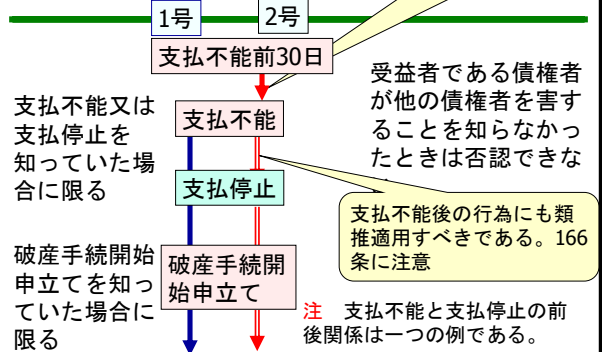 1号
2号
支払不能前30日
受益者である債権者
が他の債権者を害す
ることを知らなかっ
たときは否認できな
支払不能又は
支払停止を
知っていた場
合に限る
支払不能
支払停止
支払不能後の行為にも類
推適用すべきである。166
条に注意
破産手続開始
申立てを知っ
ていた場合に
限る
破産手続開
始申立て
注　支払不能と支払停止の前
後関係は一つの例である。